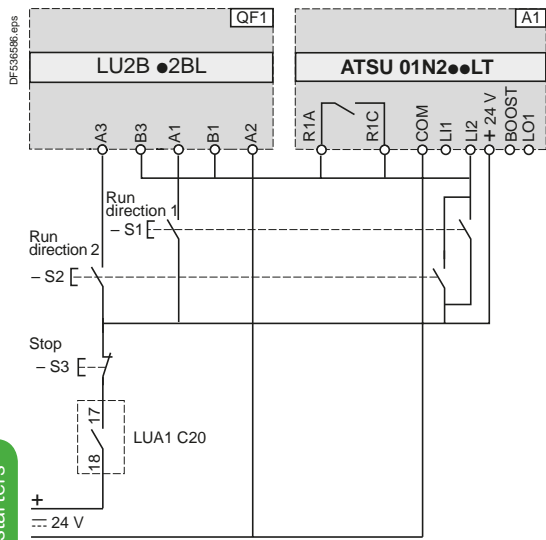 DF536586.eps
QF1
A1
LU2B ●2BL
ATSU 01N2●●LT
A3
B3
A1
B1
A2
R1A
R1C
COM
LI1
LI2
+ 24 V
BOOST
LO1
Run
direction 1
– S1
Run
direction 2
– S2
Stop
– S3
17
18
LUA1 C20
+
24 V
starters